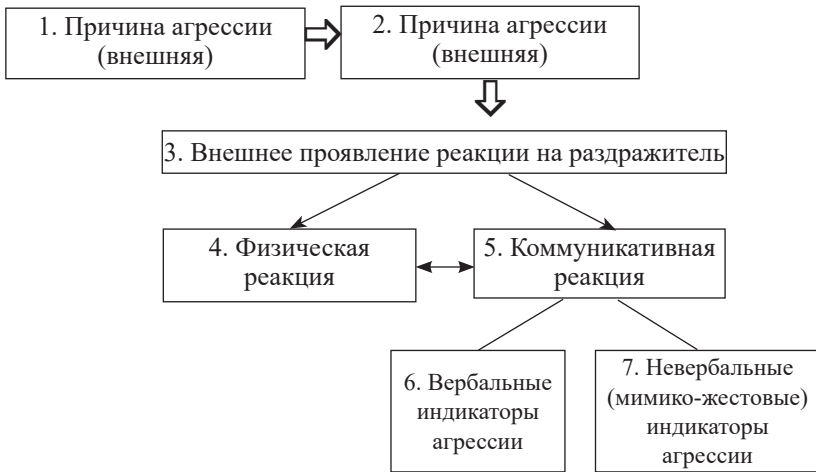 1. Причина агрессии
(внешняя)
2. Причина агрессии
(внешняя)
3. Внешнее проявление реакции на раздражитель
4. Физическая
реакция
5. Коммуникативная
реакция
6. Вербальные
индикаторы
агрессии
7. Невербальные
(мимико-жестовые)
индикаторы
агрессии